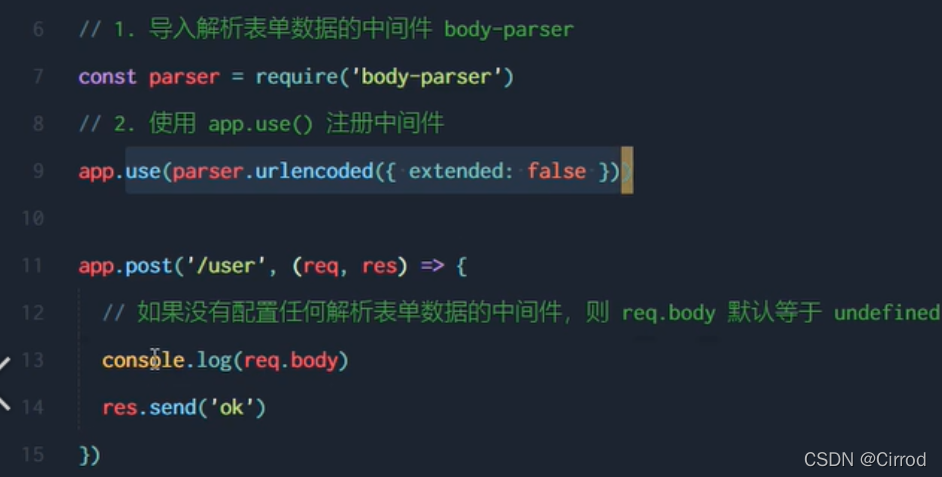 6 // 1. 导入解析表单数据的中间件 body-parser
7 const parser = require('body-parser')
8 // 2. 使用 app.use() 注册中间件
9 app.use(parser.urlencoded({ extended: false }))
10
11 app.post('/user', (req, res) => {
12 // 如果没有配置任何解析表单数据的中间件，则 req.body 默认等于 undefined
13 console.log(req.body)
14 res.send('ok')
15 })
CSDN @Cirrod